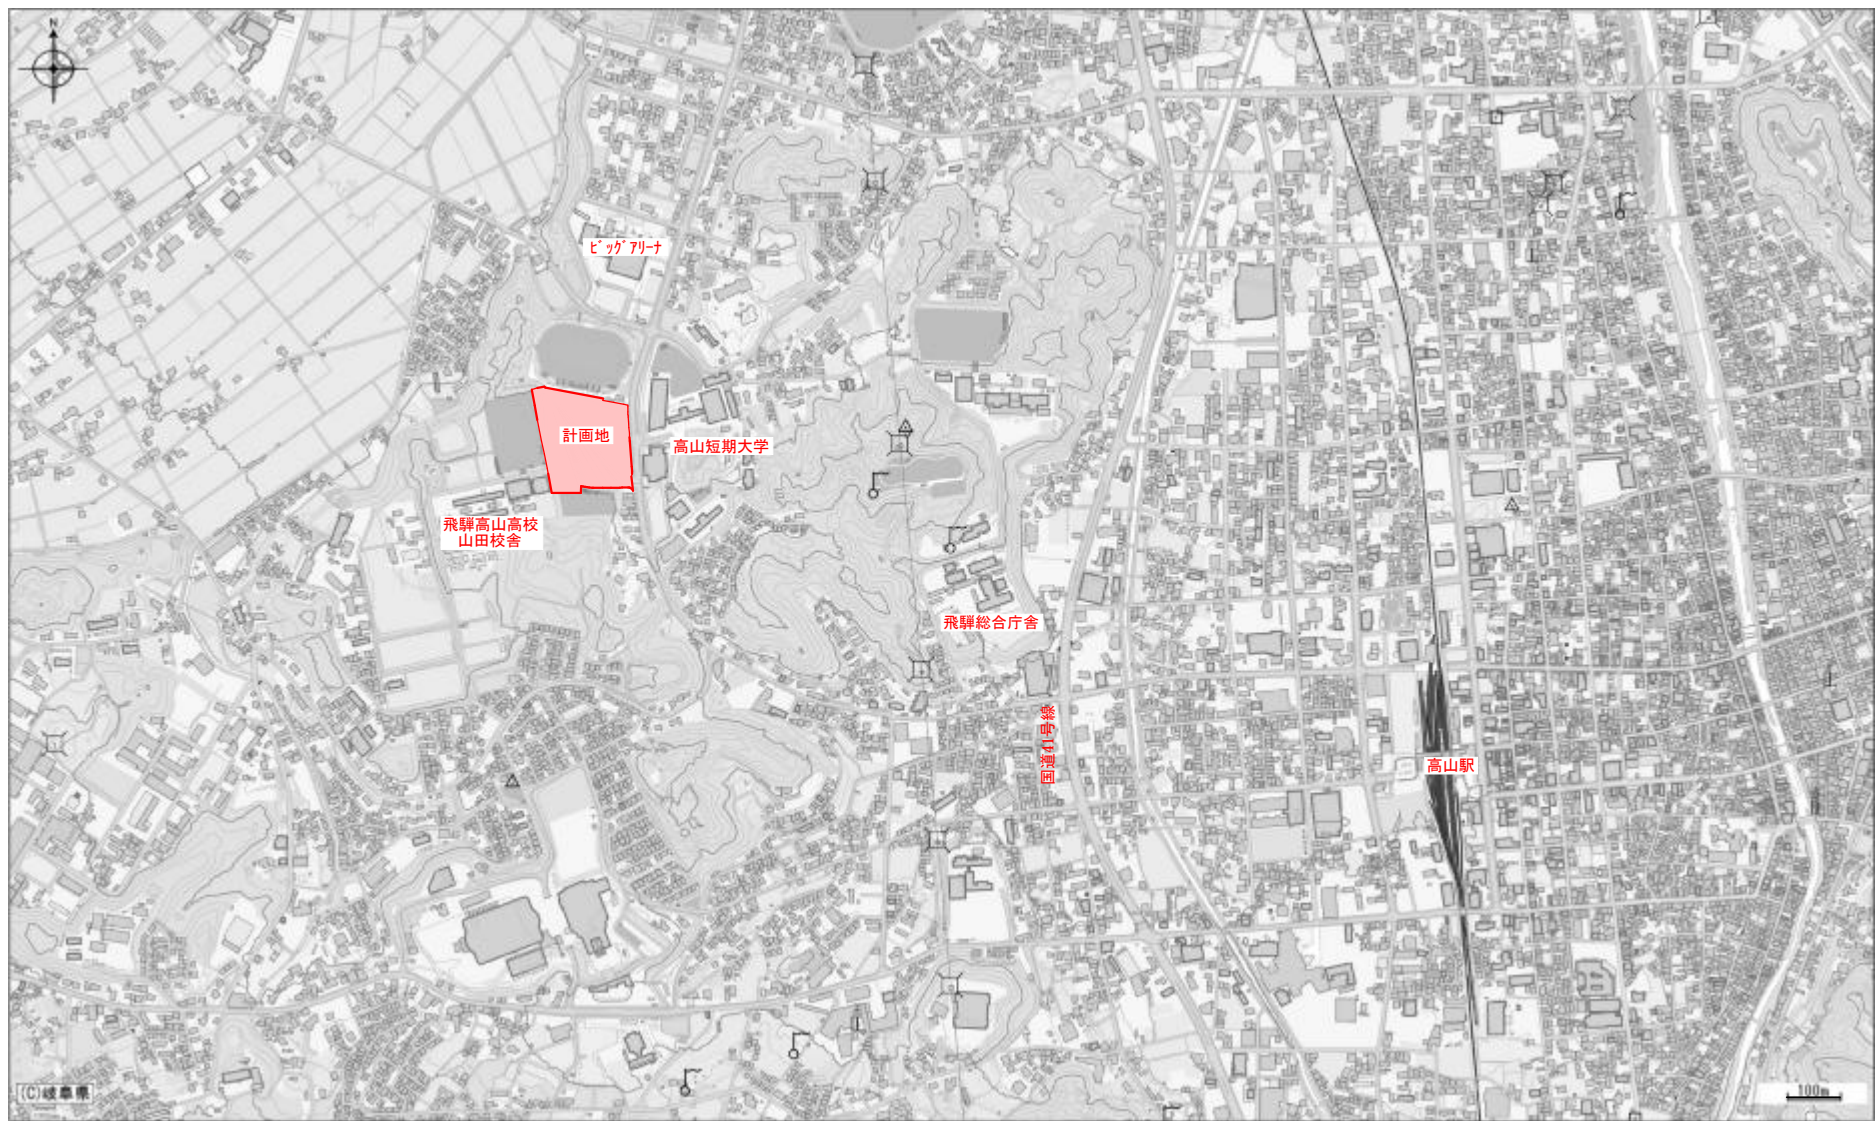 N
ビッグアリーナ
計画地
高山短期大学
飛騨高山高校
山田校舎
飛騨総合庁舎
国道41号線
高山駅
(C)岐阜県
100m